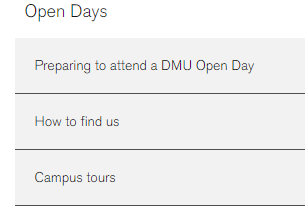 Open Days
Preparing to attend a DMU Open Day
How to find us
Campus tours